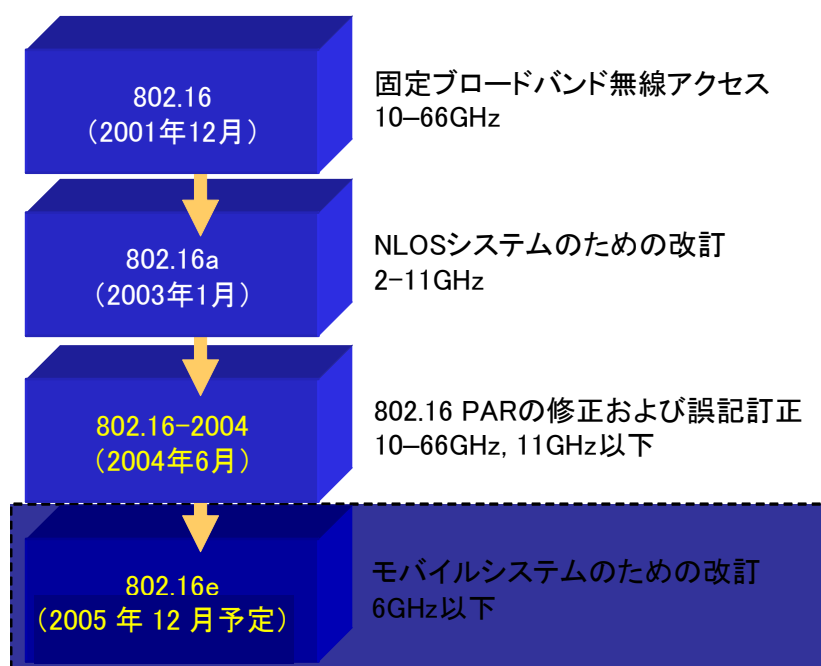 802.16
（2001年12月）
固定ブロードバンド無線アクセス
10–66GHz
802.16a
（2003年1月）
NLOSシステムのための改訂
2-11GHz
802.16-2004
（2004年6月）
802.16 PARの修正および誤記訂正
10–66GHz, 11GHz以下
802.16e
（2005 年 12 月予定）
モバイルシステムのための改訂
6GHz以下